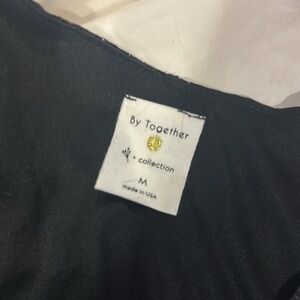 By Together
+ collection
M
made in USA